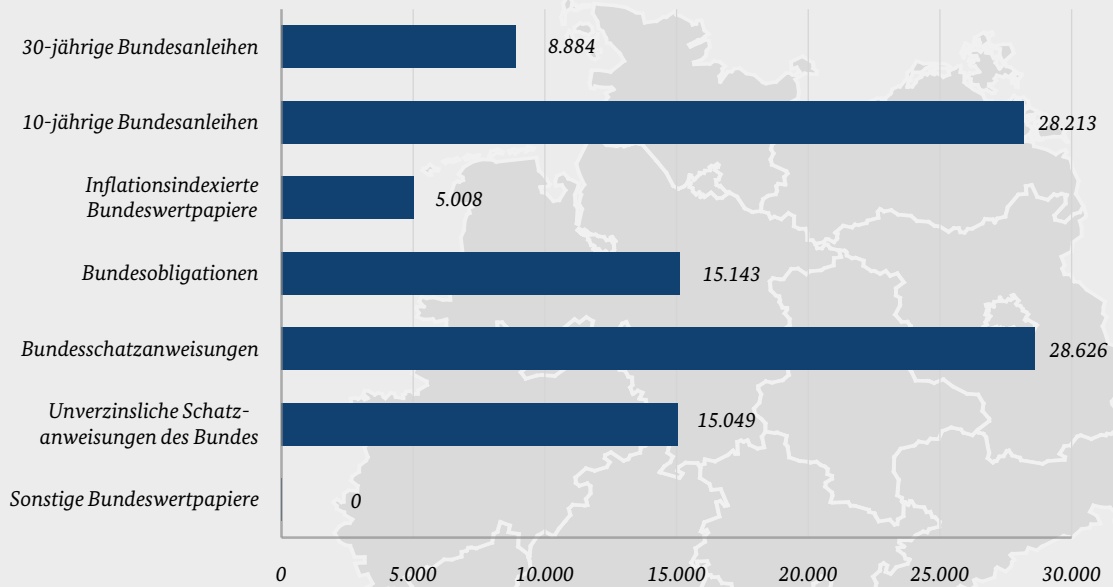 30-jährige Bundesanleihen
8.884
10-jährige Bundesanleihen
28.213
Inflationsindexierte
Bundeswertpapiere
5.008
Bundesobligationen
15.143
Bundesschatzanweisungen
28.626
Unverzinsliche Schatz-
anweisungen des Bundes
15.049
Sonstige Bundeswertpapiere
0
0 5.000 10.000 15.000 20.000 25.000 30.000